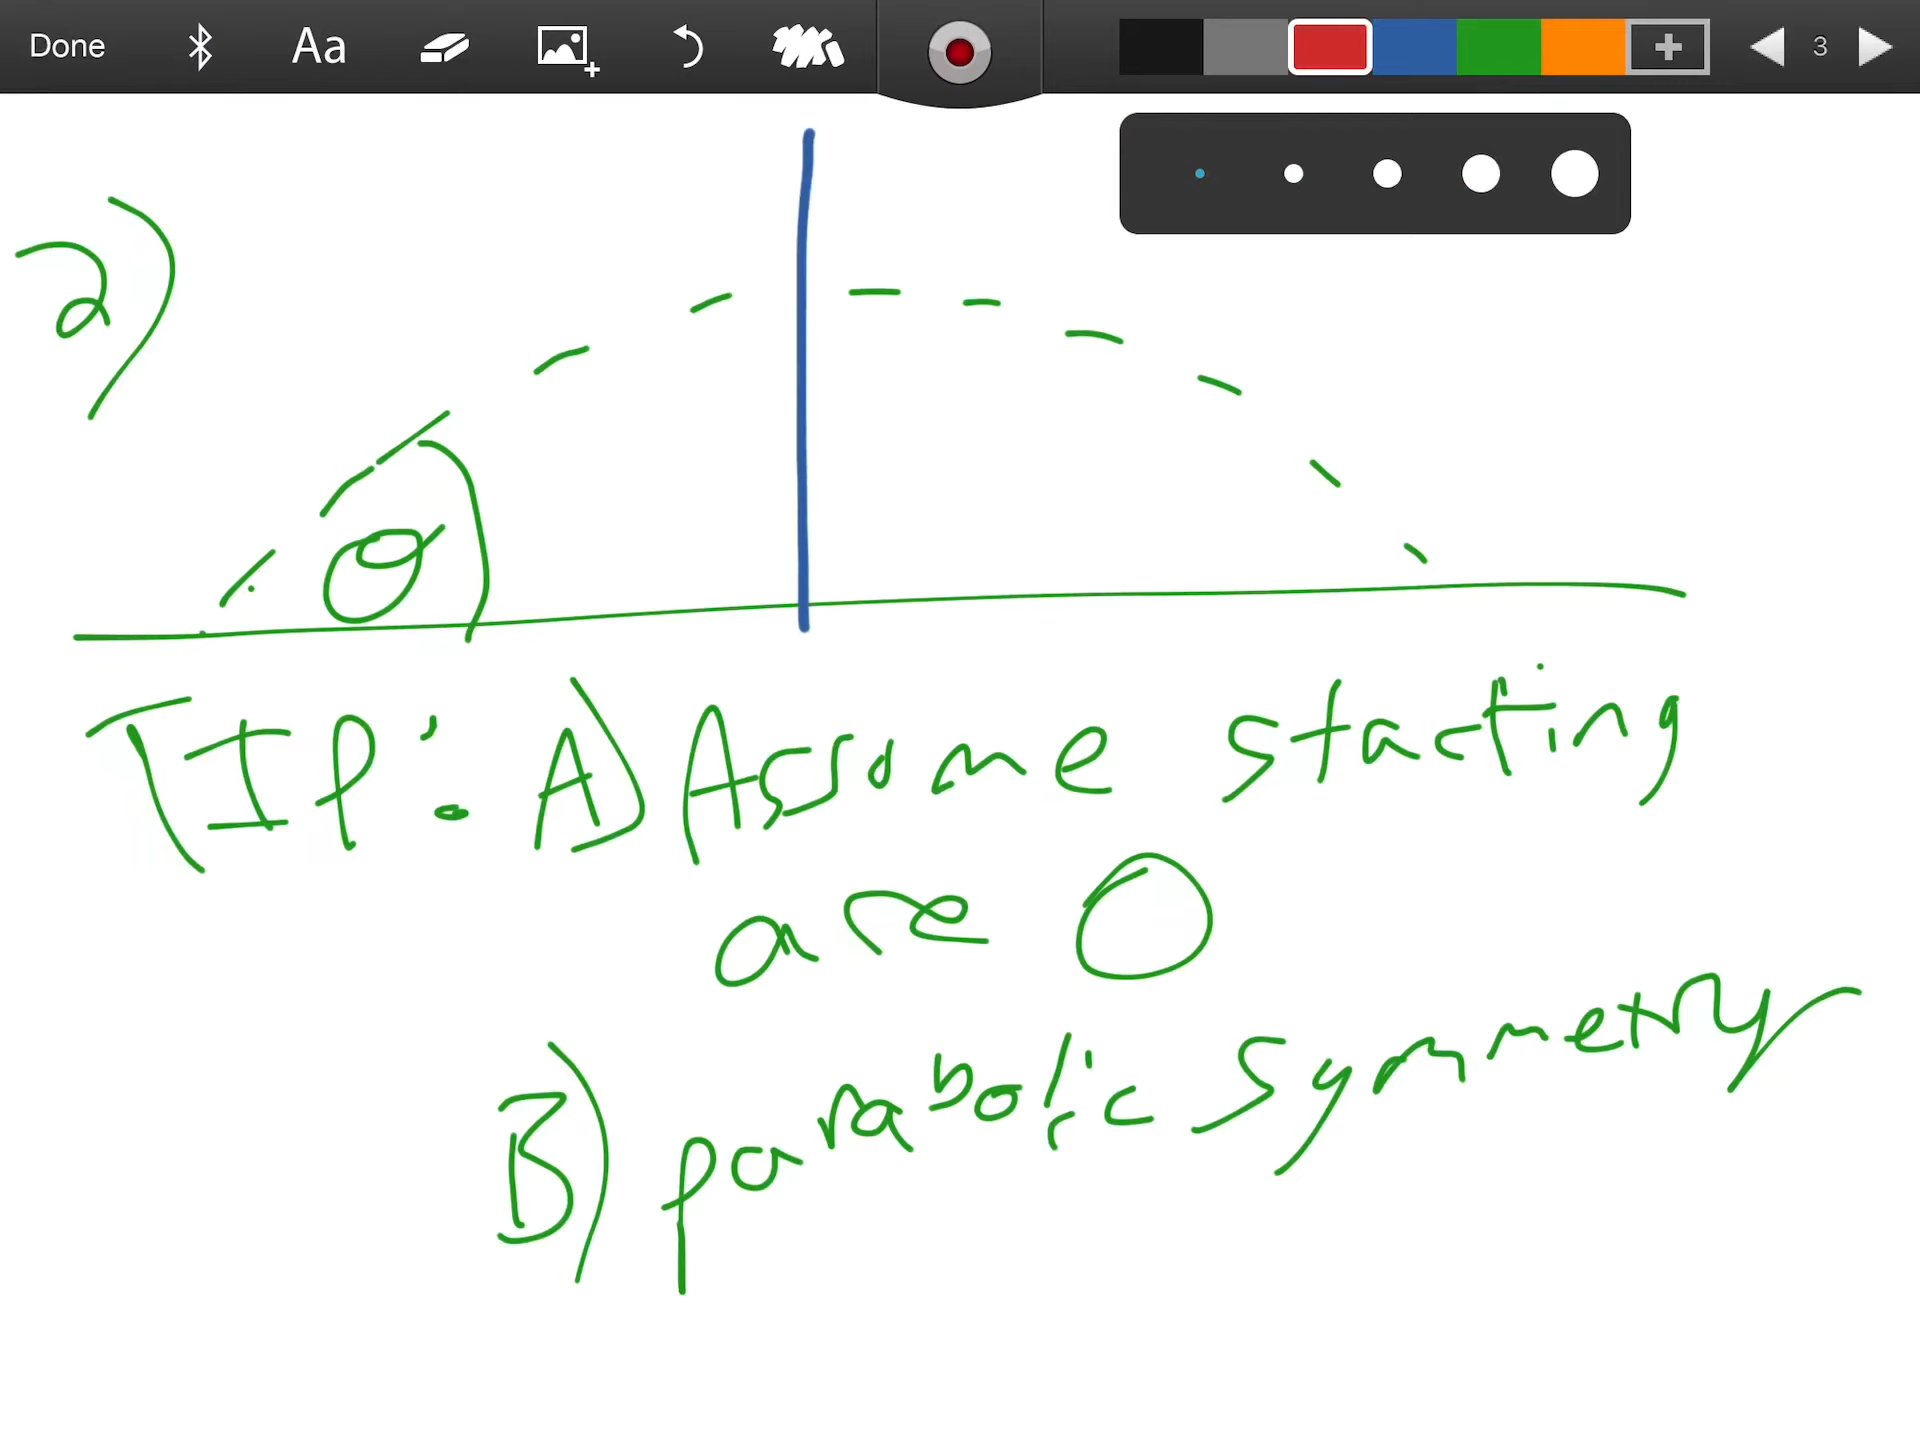 Done Aa 3
2)
θ
TIP: A) Assume starting
are 0
B) parabolic symmetry